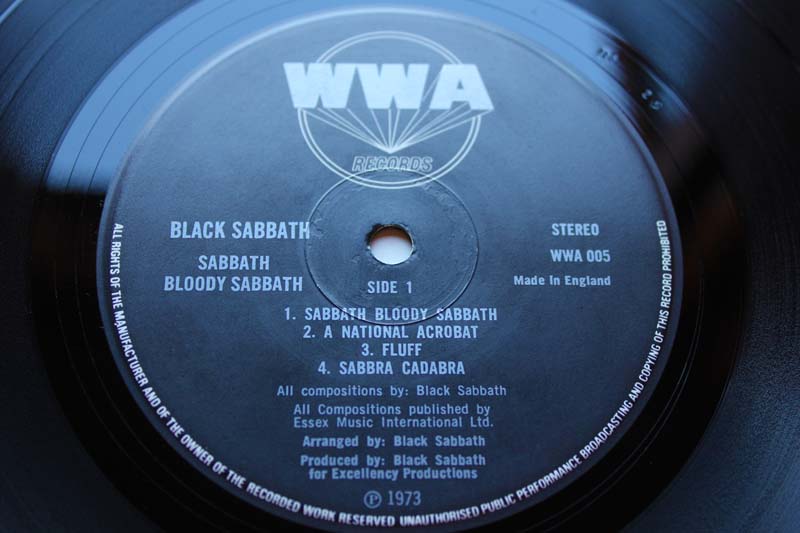 WWA
RECORDS
BLACK SABBATH
SABBATH
BLOODY SABBATH
SIDE 1
STEREO
WWA 005
Made in England
1. SABBATH BLOODY SABBATH
2. A NATIONAL ACROBAT
3. FLUFF
4. SABBRA CADABRA
All compositions by: Black Sabbath
All Compositions published by
Essex Music International Ltd.
Arranged by: Black Sabbath
Produced by: Black Sabbath
for Excellency Productions
℗ 1973
ALL RIGHTS OF THE MANUFACTURER AND OF THE OWNER OF THE RECORDED WORK RESERVED UNAUTHORISED PUBLIC PERFORMANCE BROADCASTING AND COPYING OF THIS RECORD PROHIBITED